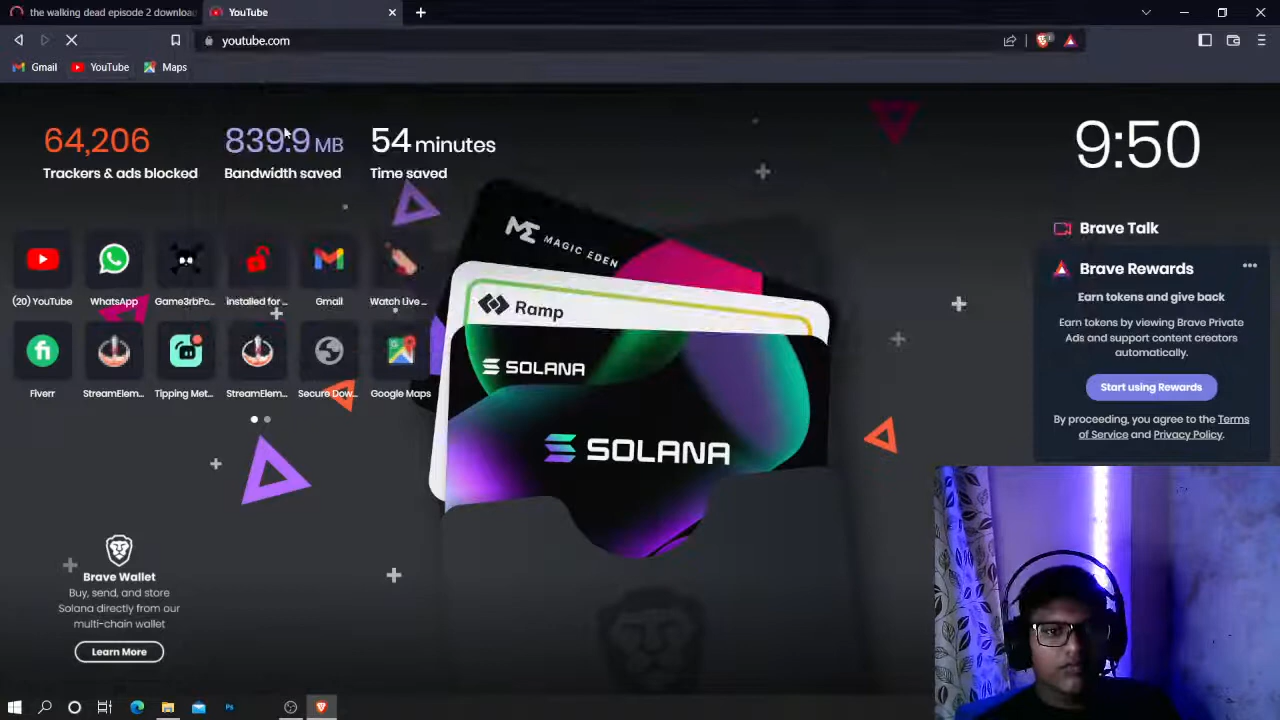 the walking dead episode 2 downloa
YouTube
youtube.com
Gmail
YouTube
Maps
64,206
Trackers & ads blocked
839.9 MB
Bandwidth saved
54 minutes
Time saved
9:50
Brave Talk
Brave Rewards
Earn tokens and give back
Earn tokens by viewing Brave Private
Ads and support content creators
automatically.
Start using Rewards
By proceeding, you agree to the Terms
of Service and Privacy Policy.
(20) YouTube
WhatsApp
Game3rbPc...
installed for ...
Gmail
Watch Live ...
Fiverr
StreamElem...
Tipping Met...
StreamElem...
Secure Dow...
Google Maps
ME MAGIC EDEN
Ramp
SOLANA
SOLANA
Brave Wallet
Buy, send, and store
Solana directly from our
multi-chain wallet
Learn More
Ps